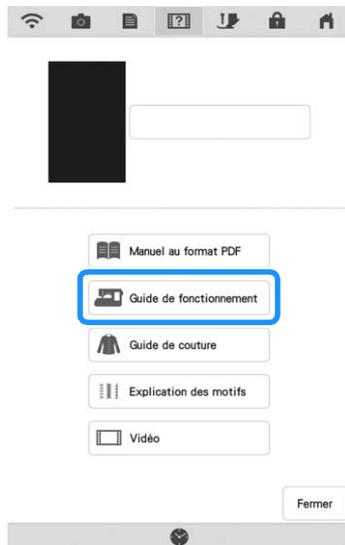 Manuel au format PDF
Guide de fonctionnement
Guide de couture
Explication des motifs
Vidéo
Fermer